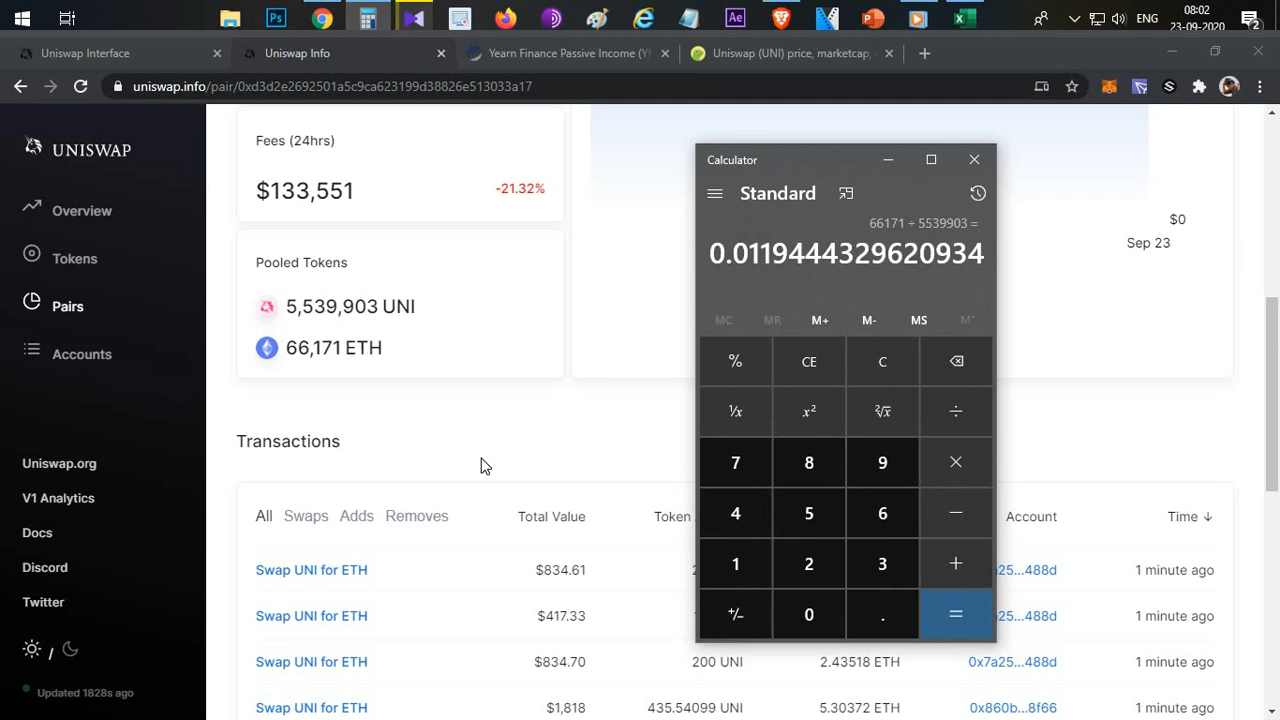 08:02
ENG
23-09-2020
2
Uniswap Interface
Uniswap Info
Yearn Finance Passive Income (Y
Uniswap (UNI) price, marketcap,
uniswap.info/pair/0xd3d2e2692501a5c9ca623199d38826e513033a17
UNISWAP
Overview
Tokens
Pairs
Accounts
Uniswap.org
V1 Analytics
Docs
Discord
Twitter
/
Updated 1828s ago
Fees (24hrs)
$133,551
-21.32%
Pooled Tokens
5,539,903 UNI
66,171 ETH
$0
Sep 23
Calculator
Standard
66171 ÷ 5539903 =
0.0119444329620934
MC MR M+ M- MS M˅
% CE C
¹/x x² ²√x ÷
7 8 9 ×
4 5 6 −
1 2 3 +
+/− 0 . =
Transactions
All Swaps Adds Removes Total Value Token Account Time ↓
Swap UNI for ETH $834.61 2 a25...488d 1 minute ago
Swap UNI for ETH $417.33 a25...488d 1 minute ago
Swap UNI for ETH $834.70 200 UNI 2.43518 ETH 0x7a25...488d 1 minute ago
Swap UNI for ETH $1,818 435.54099 UNI 5.30372 ETH 0x860b...8f66 1 minute ago